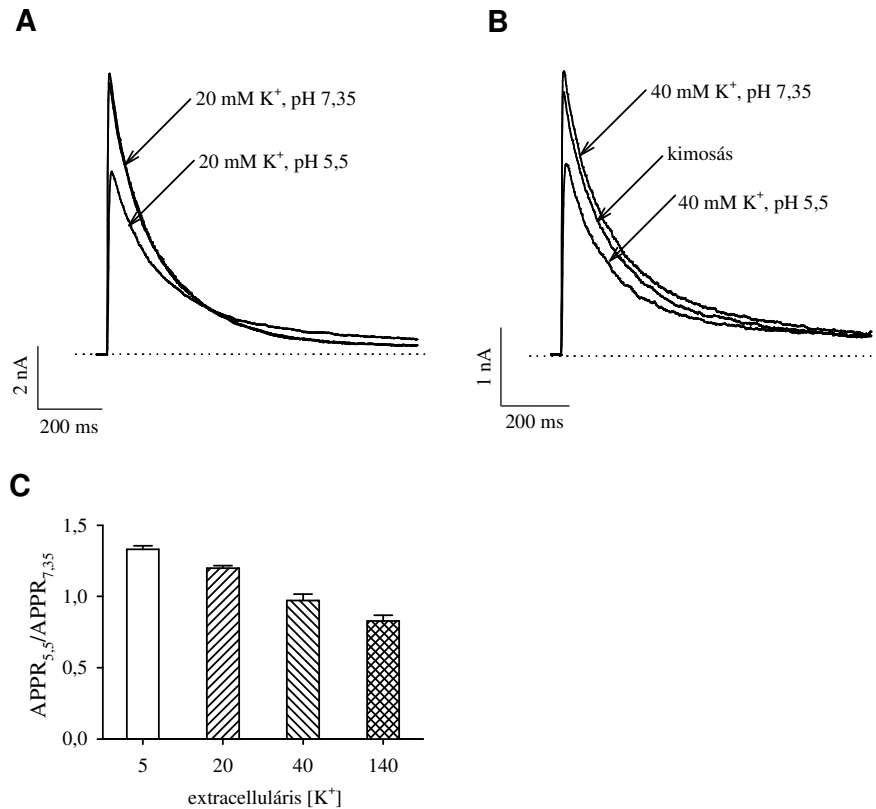 A
20 mM K⁺, pH 7,35
20 mM K⁺, pH 5,5
2 nA
200 ms
B
40 mM K⁺, pH 7,35
kimosás
40 mM K⁺, pH 5,5
1 nA
200 ms
C
APPR5,5/APPR7,35
1,5
1,0
0,5
0,0
5 20 40 140
extracelluláris [K⁺]